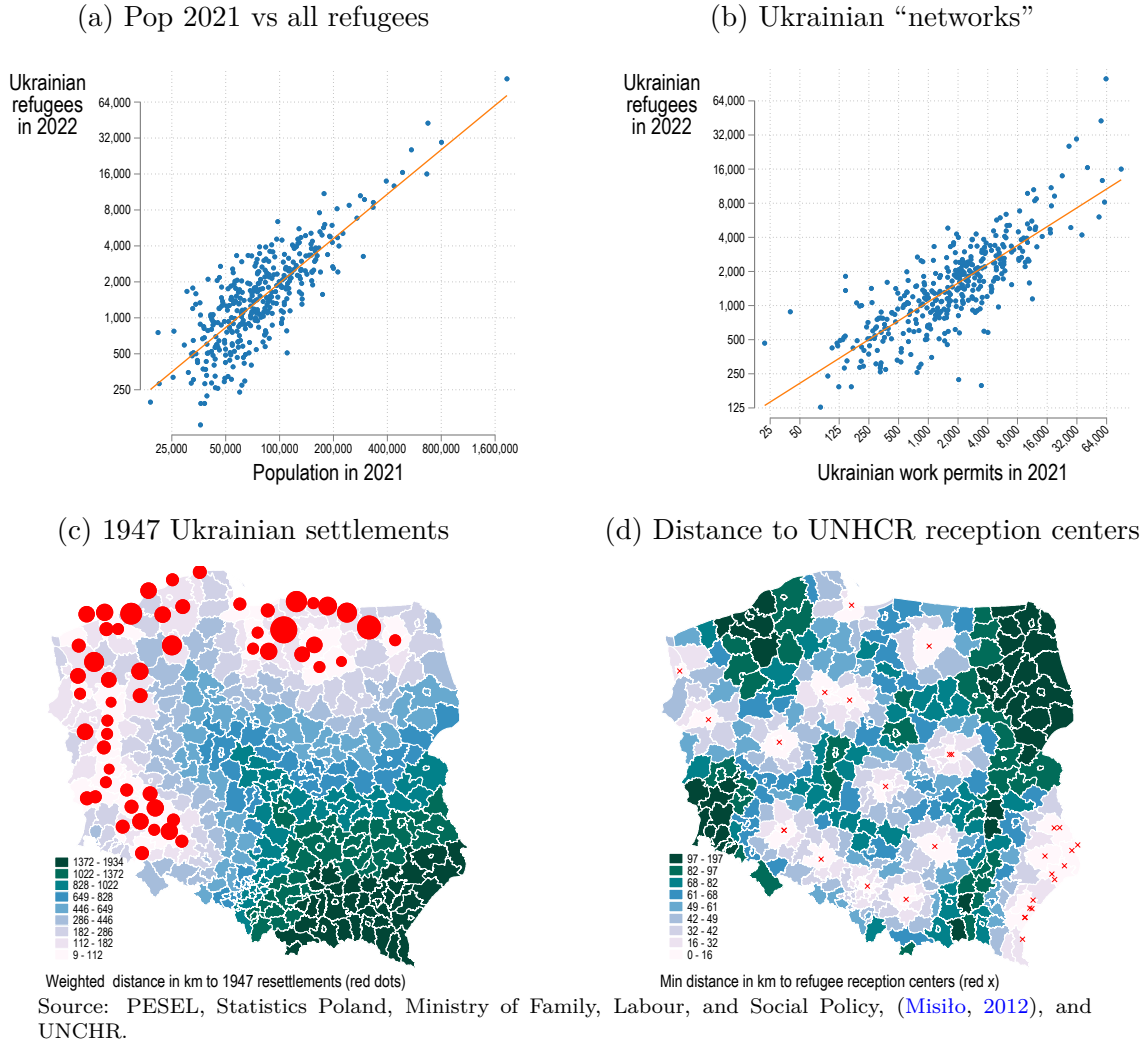 (a) Pop 2021 vs all refugees
Ukrainian
refugees
in 2022
64,000
32,000
16,000
8,000
4,000
2,000
1,000
500
250
25,000 50,000 100,000 200,000 400,000 800,000 1,600,000
Population in 2021
(b) Ukrainian “networks”
Ukrainian
refugees
in 2022
64,000
32,000
16,000
8,000
4,000
2,000
1,000
500
250
125
25 50 125 250 500 1,000 2,000 4,000 8,000 16,000 32,000 64,000
Ukrainian work permits in 2021
(c) 1947 Ukrainian settlements
1372 - 1934
1022 - 1372
828 - 1022
649 - 828
446 - 649
286 - 446
182 - 286
112 - 182
9 - 112
Weighted distance in km to 1947 resettlements (red dots)
(d) Distance to UNHCR reception centers
97 - 197
82 - 97
68 - 82
61 - 68
49 - 61
42 - 49
32 - 42
16 - 32
0 - 16
Min distance in km to refugee reception centers (red x)
Source: PESEL, Statistics Poland, Ministry of Family, Labour, and Social Policy, (Misiło, 2012), and
UNCHR.